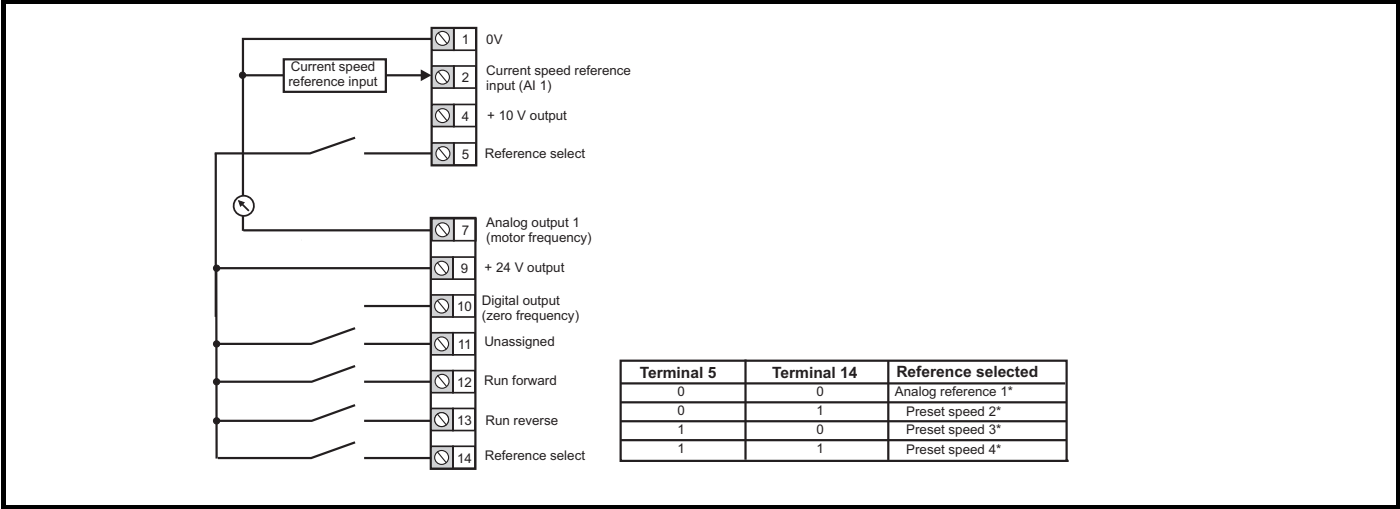 1 0V
Current speed
reference input
2 Current speed reference
input (AI 1)
4 + 10 V output
5 Reference select
7 Analog output 1
(motor frequency)
9 + 24 V output
10 Digital output
(zero frequency)
11 Unassigned
12 Run forward
13 Run reverse
14 Reference select
Terminal 5 Terminal 14 Reference selected
0 0 Analog reference 1*
0 1 Preset speed 2*
1 0 Preset speed 3*
1 1 Preset speed 4*